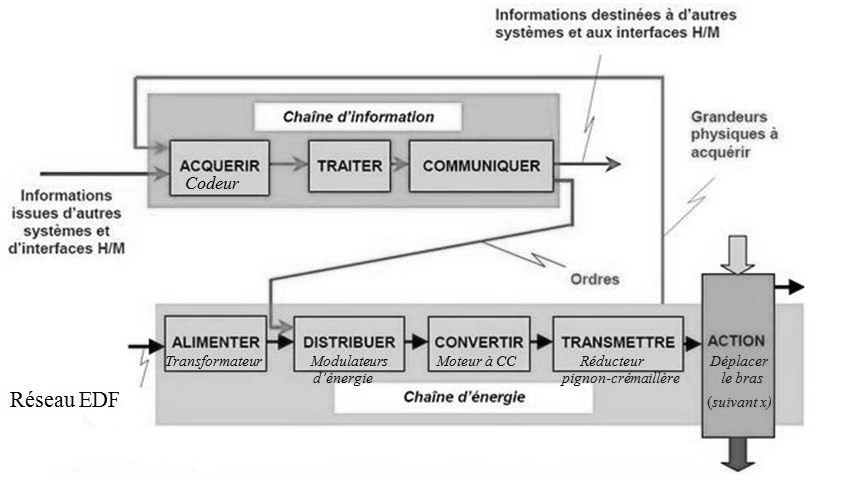 Informations destinées à d'autres
systèmes et aux interfaces H/M
Chaîne d'information
Grandeurs
physiques à
acquérir
ACQUERIR
Codeur
TRAITER
COMMUNIQUER
Informations
issues d'autres
systèmes et
d'interfaces H/M
Ordres
ALIMENTER
Transformateur
DISTRIBUER
Modulateurs
d'énergie
CONVERTIR
Moteur à CC
TRANSMETTRE
Réducteur
pignon-crémaillère
ACTION
Déplacer
le bras
(suivant x)
Réseau EDF
Chaîne d'énergie